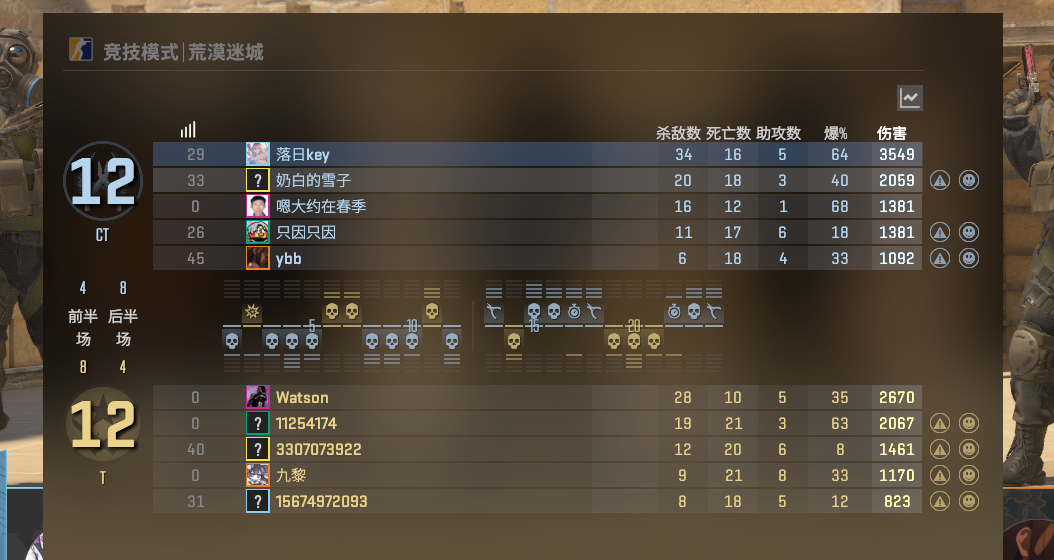 竞技模式|荒漠迷城
杀敌数 死亡数 助攻数 爆% 伤害
12
CT
29 落日key 34 16 5 64 3549
33 ? 奶白的雪子 20 18 3 40 2059
0 嗯大约在春季 16 12 1 68 1381
26 只因只因 11 17 6 18 1381
45 ybb 6 18 4 33 1092
4 8
前半场 后半场
8 4
5 10 15 20
12
T
0 Watson 28 10 5 35 2670
0 ? 11254174 19 21 3 63 2067
40 ? 3307073922 12 20 6 8 1461
0 九黎 9 21 8 33 1170
31 ? 15674972093 8 18 5 12 823